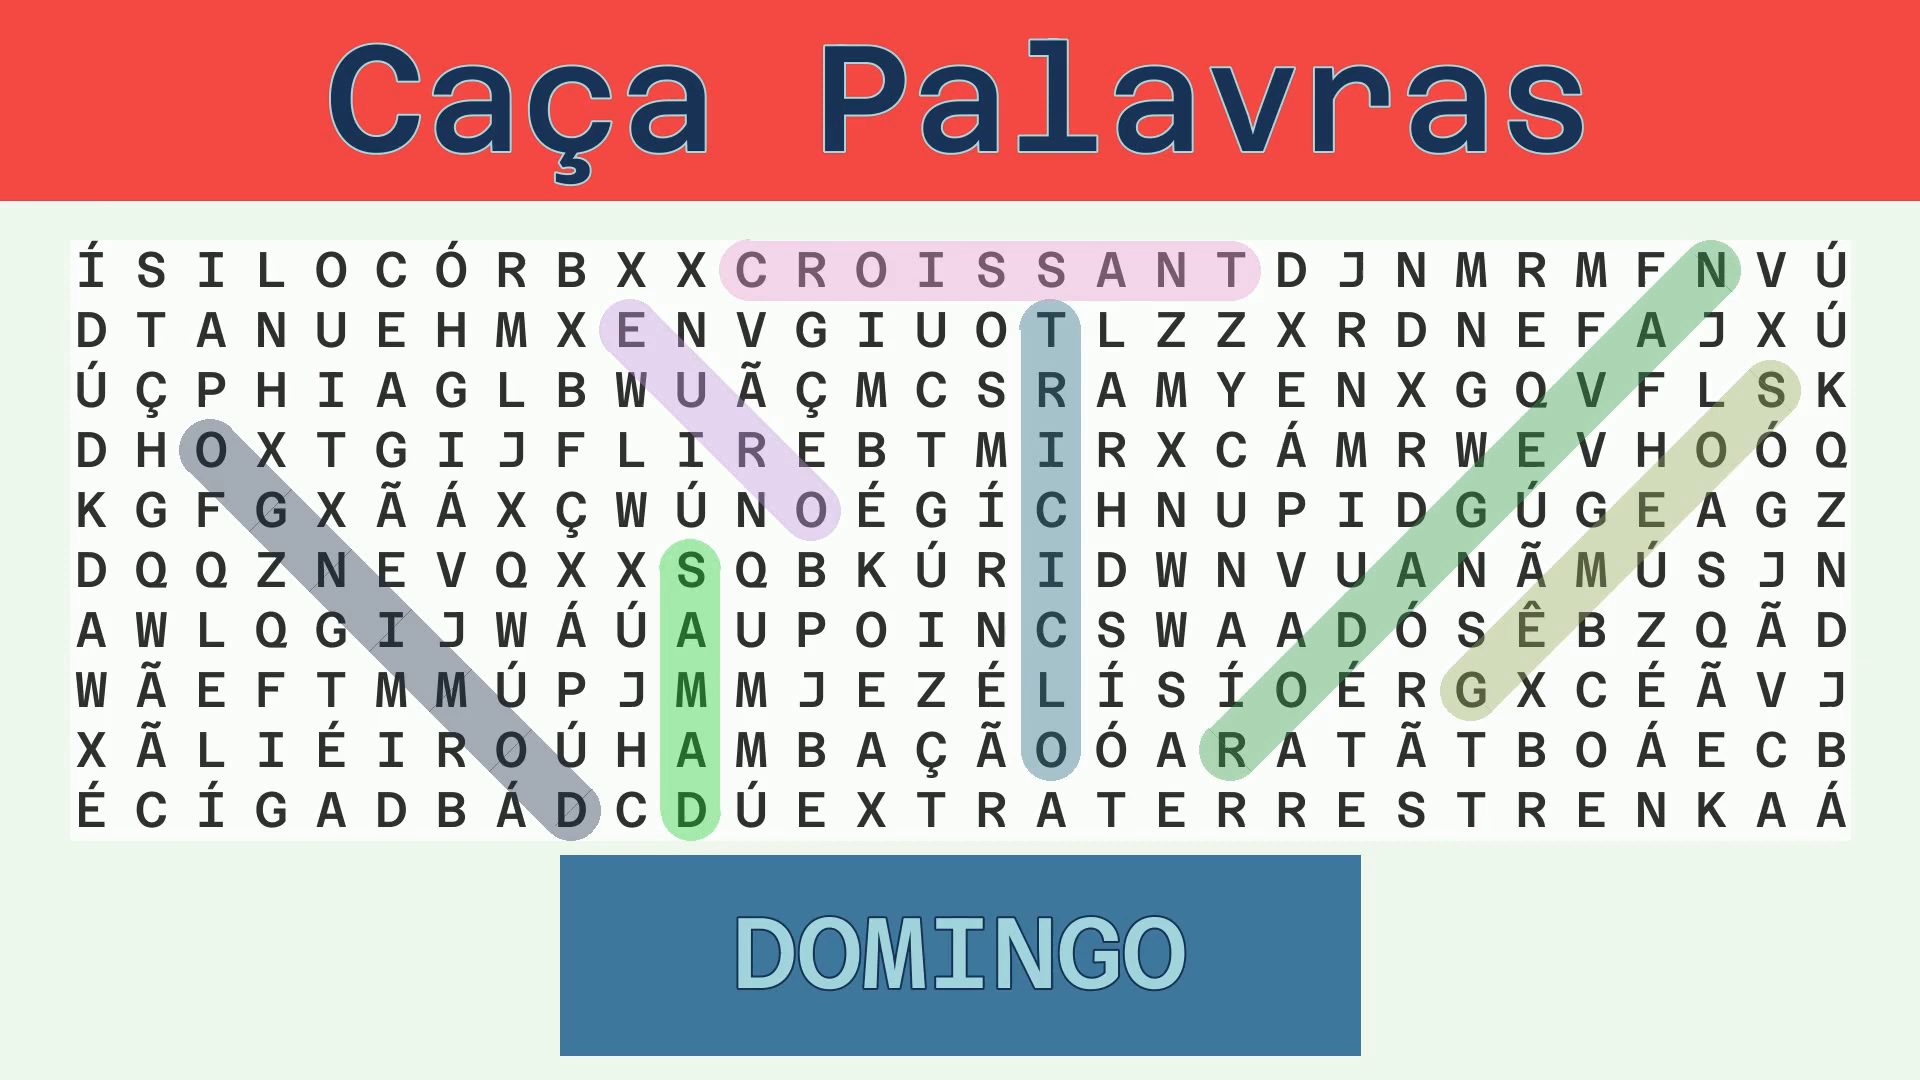 Caça Palavras
Í S I L O C Ó R B X X C R O I S S A N T D J N M R M F N V Ú
D T A N U E H M X E N V G I U O T L Z Z X R D N E F A J X Ú
Ú Ç P H I A G L B W U Ã Ç M C S R A M Y E N X G Q V F L S K
D H O X T G I J F L I R E B T M I R X C Á M R W E V H O Ó Q
K G F G X Ã Á X Ç W Ú N O É G Í C H N U P I D G Ú G E A G Z
D Q Q Z N E V Q X X S Q B K Ú R I D W N V U A N Ã M Ú S J N
A W L Q G I J W Á Ú A U P O I N C S W A A D Ó S Ê B Z Q Ã D
W Ã E F T M M Ú P J M M J E Z É L Í S Í O É R G X C É Ã V J
X Ã L I É I R O Ú H A M B A Ç Ã O Ó A R A T Ã T B O Á E C B
É C Í G A D B Á D C D Ú E X T R A T E R R E S T R E N K A Á
DOMINGO